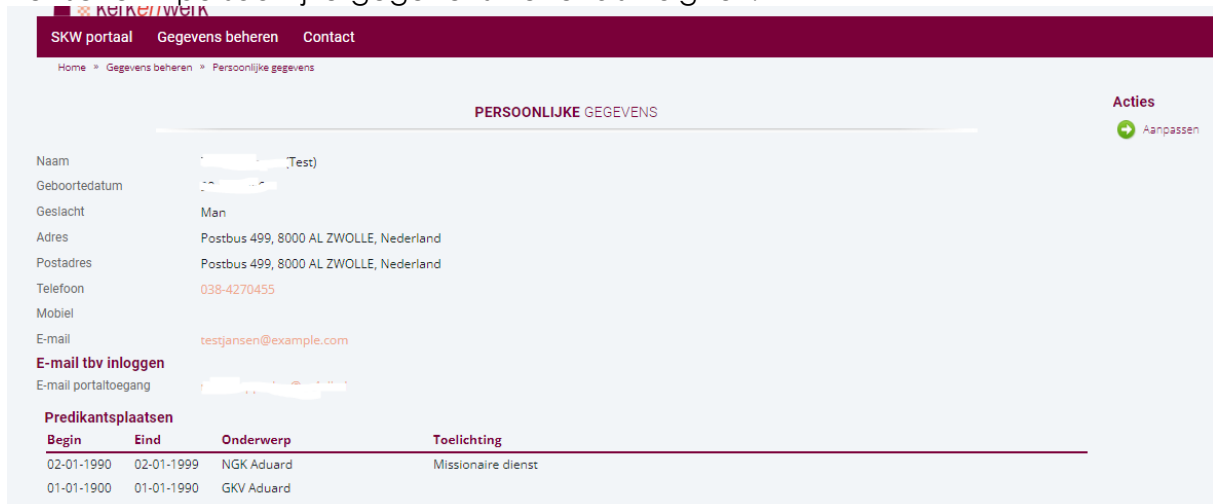 kerkenwerk
SKW portaal Gegevens beheren Contact
Home » Gegevens beheren » Persoonlijke gegevens
PERSOONLIJKE GEGEVENS
Acties
Aanpassen
Naam (Test)
Geboortedatum
Geslacht Man
Adres Postbus 499, 8000 AL ZWOLLE, Nederland
Postadres Postbus 499, 8000 AL ZWOLLE, Nederland
Telefoon 038-4270455
Mobiel
E-mail testjansen@example.com
E-mail tbv inloggen
E-mail portaltoegang
Predikantsplaatsen
Begin Eind Onderwerp Toelichting
02-01-1990 02-01-1999 NGK Aduard Missionaire dienst
01-01-1900 01-01-1990 GKV Aduard